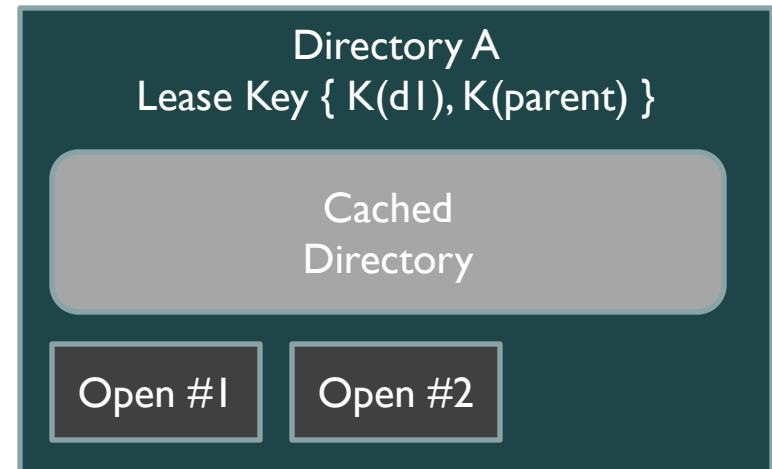 Directory A
Lease Key { K(d1), K(parent) }
Cached
Directory
Open #1
Open #2